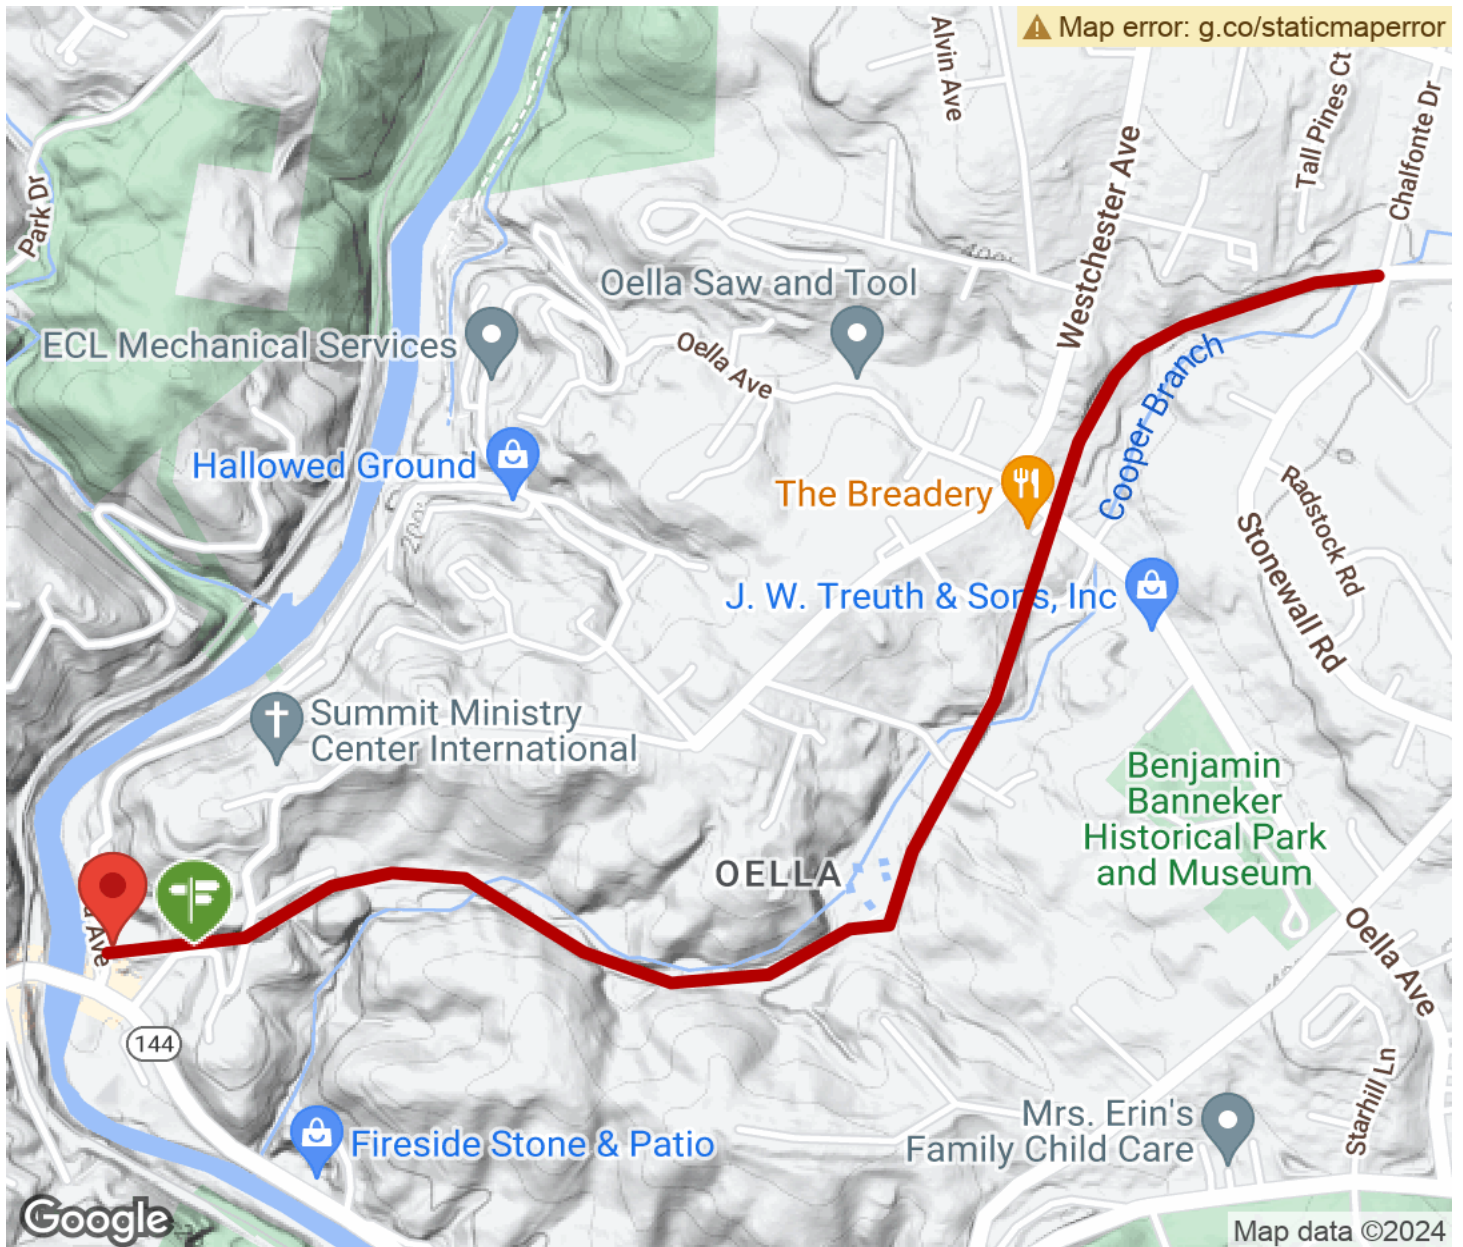 Map error: g.co/staticmaperror
Alvin Ave
Tall Pines Ct
Chalfonte Dr
Park Dr
Westchester Ave
400'
Oella Saw and Tool
ECL Mechanical Services
Oella Ave
Cooper Branch
Hallowed Ground
The Breadery
Radstock Rd
200'
Stonewall Rd
J. W. Treuth & Sons, Inc
Summit Ministry
Center International
Benjamin
Banneker
Historical Park
and Museum
OELLA
Ave
Oella Ave
144
Starhill Ln
Mrs. Erin's
Family Child Care
Fireside Stone & Patio
Google
Map data ©2024